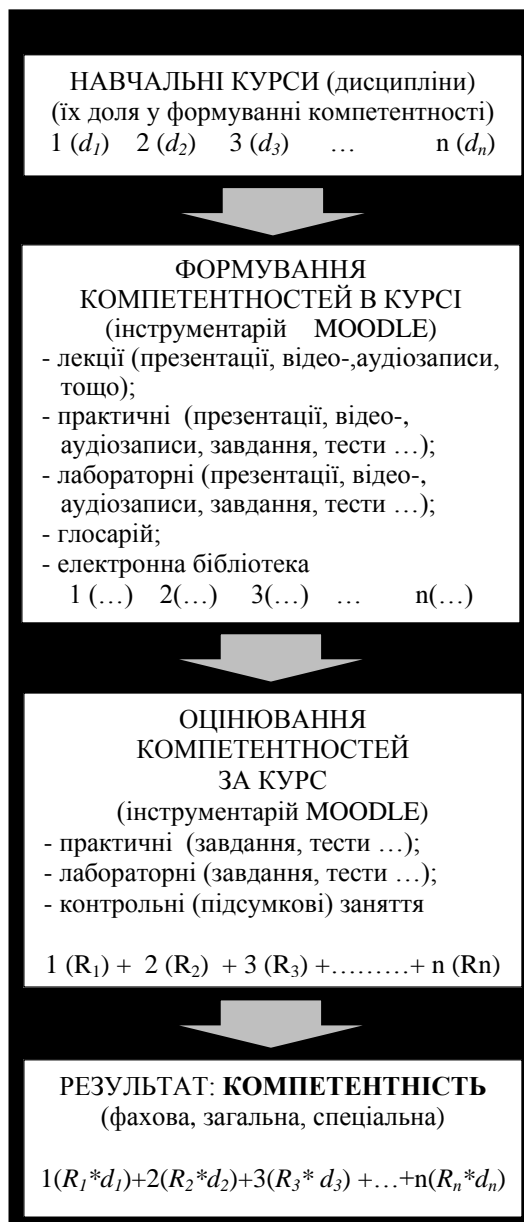 НАВЧАЛЬНІ КУРСИ (дисципліни)
(їх доля у формуванні компетентності)
1 (d₁) 2 (d₂) 3 (d₃) … n (dₙ)
ФОРМУВАННЯ
КОМПЕТЕНТНОСТЕЙ В КУРСІ
(інструментарій MOODLE)
- лекції (презентації, відео-,аудіозаписи,
тощо);
- практичні (презентації, відео-,
аудіозаписи, завдання, тести …);
- лабораторні (презентації, відео-,
аудіозаписи, завдання, тести …);
- глосарій;
- електронна бібліотека
1 (…) 2(…) 3(…) … n(…)
ОЦІНЮВАННЯ
КОМПЕТЕНТНОСТЕЙ
ЗА КУРС
(інструментарій MOODLE)
- практичні (завдання, тести …);
- лабораторні (завдання, тести …);
- контрольні (підсумкові) заняття
1 (R₁) + 2 (R₂) + 3 (R₃) +………+ n (Rn)
РЕЗУЛЬТАТ: КОМПЕТЕНТНІСТЬ
(фахова, загальна, спеціальна)
1(R₁*d₁)+2(R₂*d₂)+3(R₃* d₃) +…+n(Rₙ*dₙ)